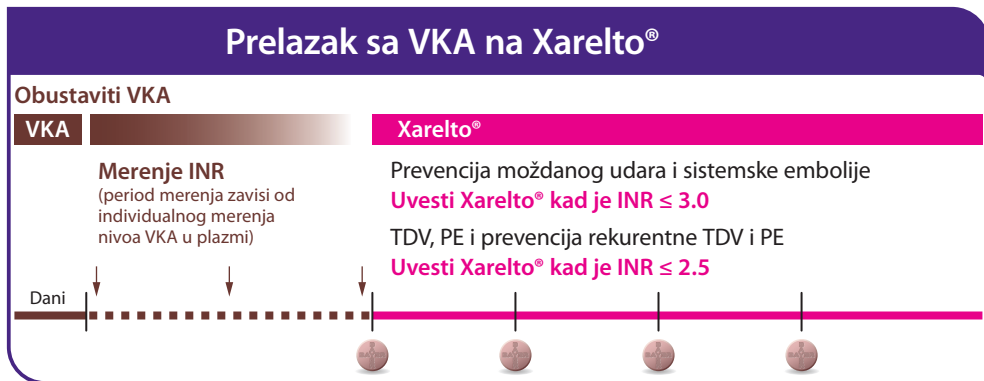 Prelazak sa VKA na Xarelto®
Obustaviti VKA
VKA
Xarelto®
Merenje INR
(period merenja zavisi od
individualnog merenja
nivoa VKA u plazmi)
Prevencija moždanog udara i sistemske embolije
Uvesti Xarelto® kad je INR ≤ 3.0
TDV, PE i prevencija rekurentne TDV i PE
Uvesti Xarelto® kad je INR ≤ 2.5
Dani